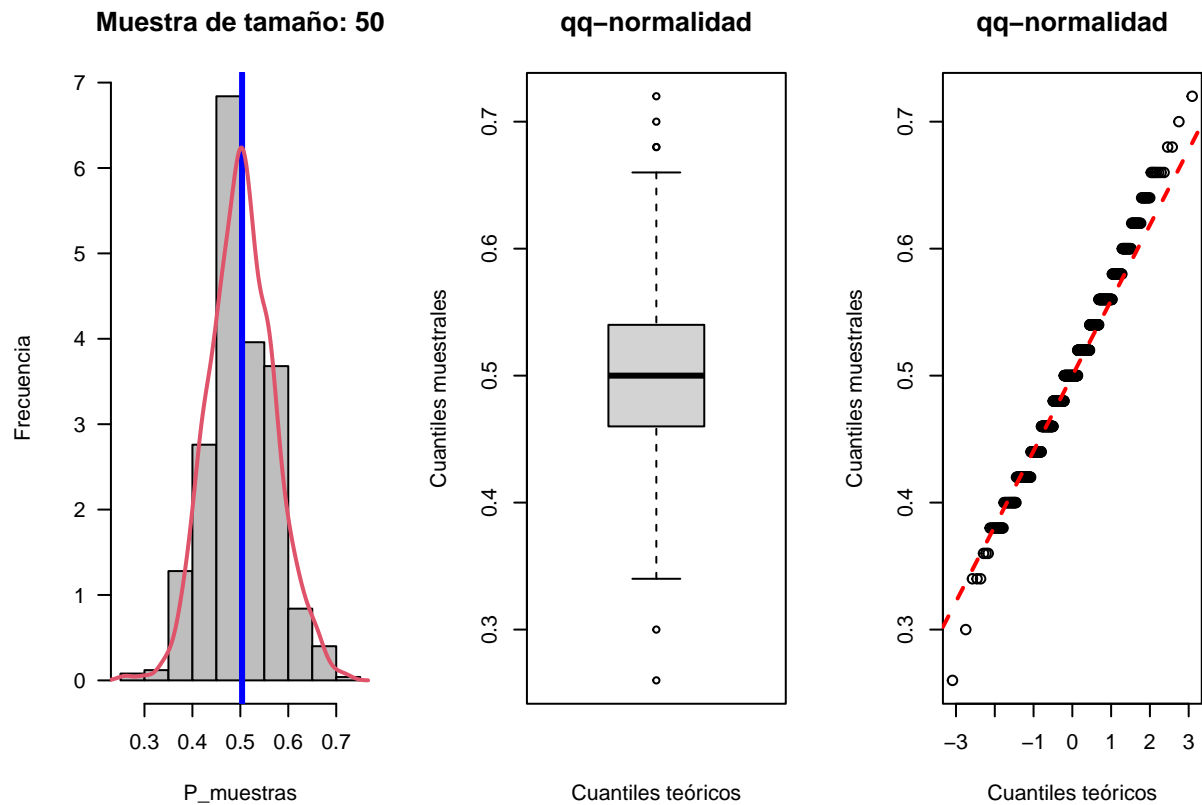 Muestra de tamaño: 50
Frecuencia
7
6
5
4
3
2
1
0
0.3 0.4 0.5 0.6 0.7
P_muestras
qq−normalidad
Cuantiles muestrales
0.7
0.6
0.5
0.4
0.3
Cuantiles teóricos
qq−normalidad
Cuantiles muestrales
0.7
0.6
0.5
0.4
0.3
−3 −1 0 1 2 3
Cuantiles teóricos